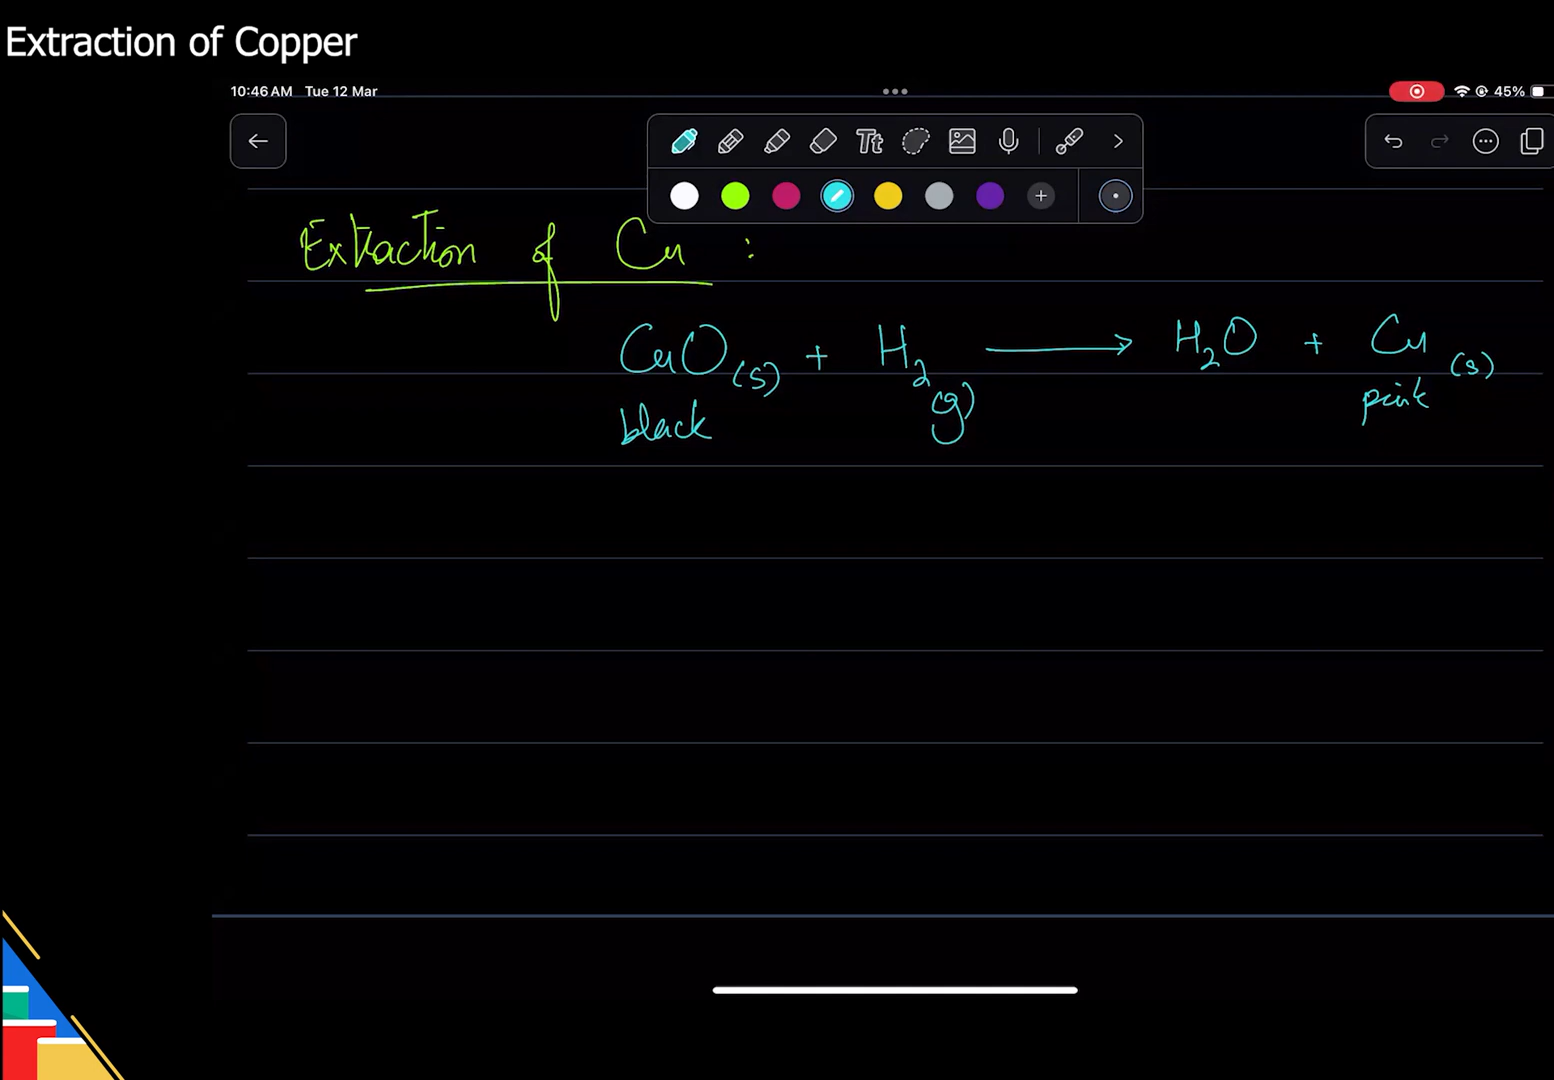 Extraction of Copper
10:46 AM Tue 12 Mar
45%
Tt
Extraction of Cu :
CuO(s) + H₂(g) ⟶ H₂O + Cu(s)
black pink